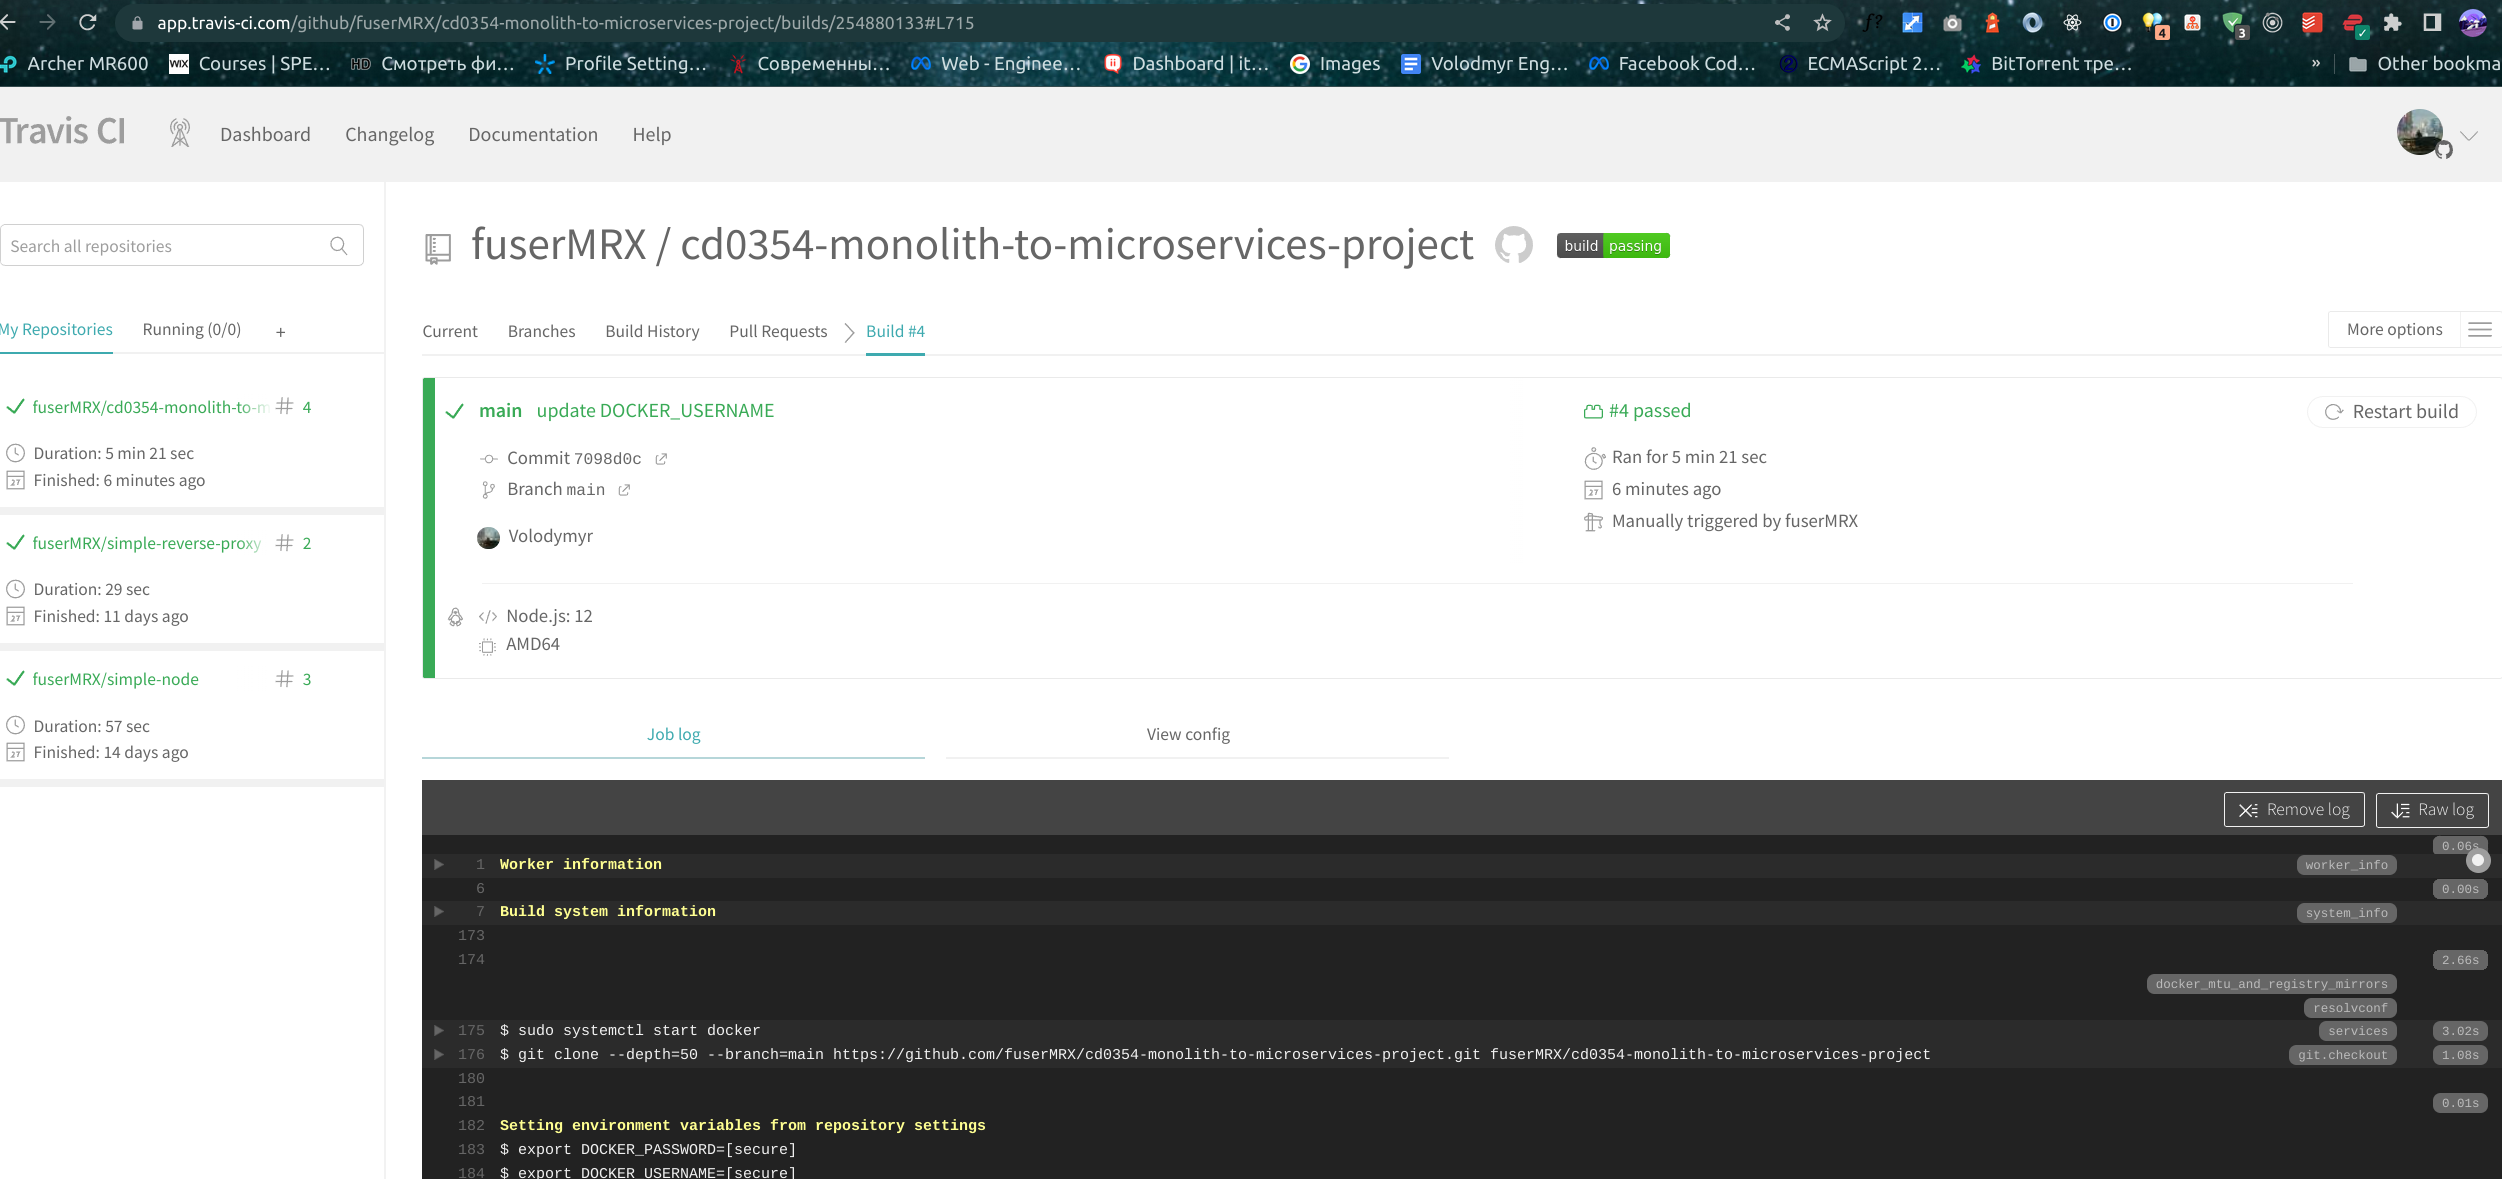 app.travis-ci.com/github/fuserMRX/cd0354-monolith-to-microservices-project/builds/254880133#L715
f?
4
3
Archer MR600
WIX Courses | SPE...
HD Смотреть фи...
Profile Setting...
Современны...
Web - Enginee...
Dashboard | it...
Images
Volodmyr Eng...
Facebook Cod...
ECMAScript 2...
BitTorrent тре...
»
Other bookma
Travis CI
Dashboard
Changelog
Documentation
Help
Search all repositories
My Repositories
Running (0/0)
+
fuserMRX/cd0354-monolith-to-m # 4
Duration: 5 min 21 sec
Finished: 6 minutes ago
fuserMRX/simple-reverse-proxy # 2
Duration: 29 sec
Finished: 11 days ago
fuserMRX/simple-node # 3
Duration: 57 sec
Finished: 14 days ago
fuserMRX / cd0354-monolith-to-microservices-project
build passing
Current
Branches
Build History
Pull Requests
Build #4
More options
main update DOCKER_USERNAME
Commit 7098d0c
Branch main
Volodymyr
#4 passed
Ran for 5 min 21 sec
6 minutes ago
Manually triggered by fuserMRX
Restart build
</> Node.js: 12
AMD64
Job log
View config
Remove log
Raw log
0.06s
1 Worker information worker_info
6 0.00s
7 Build system information system_info
173
174 2.66s
docker_mtu_and_registry_mirrors
resolvconf
175 $ sudo systemctl start docker services 3.02s
176 $ git clone --depth=50 --branch=main https://github.com/fuserMRX/cd0354-monolith-to-microservices-project.git fuserMRX/cd0354-monolith-to-microservices-project git.checkout 1.08s
180
181 0.01s
182 Setting environment variables from repository settings
183 $ export DOCKER_PASSWORD=[secure]
184 $ export DOCKER_USERNAME=[secure]